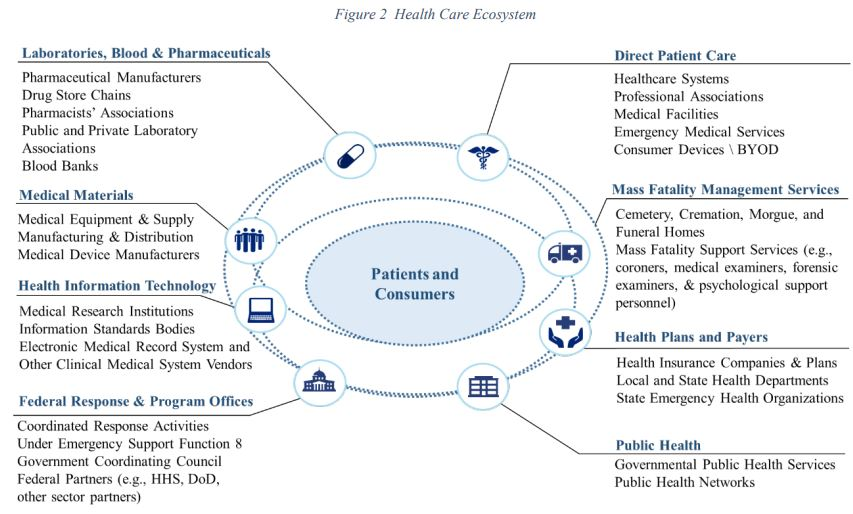 Figure 2 Health Care Ecosystem
Laboratories, Blood & Pharmaceuticals
Pharmaceutical Manufacturers
Drug Store Chains
Pharmacists' Associations
Public and Private Laboratory
Associations
Blood Banks
Medical Materials
Medical Equipment & Supply
Manufacturing & Distribution
Medical Device Manufacturers
Health Information Technology
Medical Research Institutions
Information Standards Bodies
Electronic Medical Record System and
Other Clinical Medical System Vendors
Federal Response & Program Offices
Coordinated Response Activities
Under Emergency Support Function 8
Government Coordinating Council
Federal Partners (e.g., HHS, DoD,
other sector partners)
Patients and
Consumers
Direct Patient Care
Healthcare Systems
Professional Associations
Medical Facilities
Emergency Medical Services
Consumer Devices \ BYOD
Mass Fatality Management Services
Cemetery, Cremation, Morgue, and
Funeral Homes
Mass Fatality Support Services (e.g.,
coroners, medical examiners, forensic
examiners, & psychological support
personnel)
Health Plans and Payers
Health Insurance Companies & Plans
Local and State Health Departments
State Emergency Health Organizations
Public Health
Governmental Public Health Services
Public Health Networks